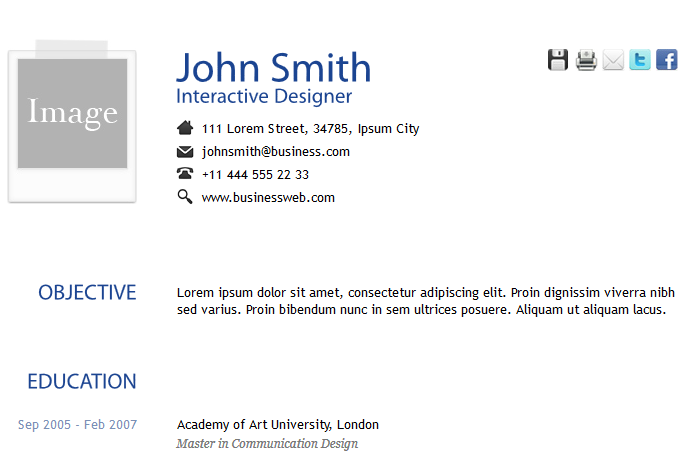 Image
John Smith
Interactive Designer
111 Lorem Street, 34785, Ipsum City
johnsmith@business.com
+11 444 555 22 33
www.businessweb.com
OBJECTIVE
Lorem ipsum dolor sit amet, consectetur adipiscing elit. Proin dignissim viverra nibh
sed varius. Proin bibendum nunc in sem ultrices posuere. Aliquam ut aliquam lacus.
EDUCATION
Sep 2005 - Feb 2007
Academy of Art University, London
Master in Communication Design